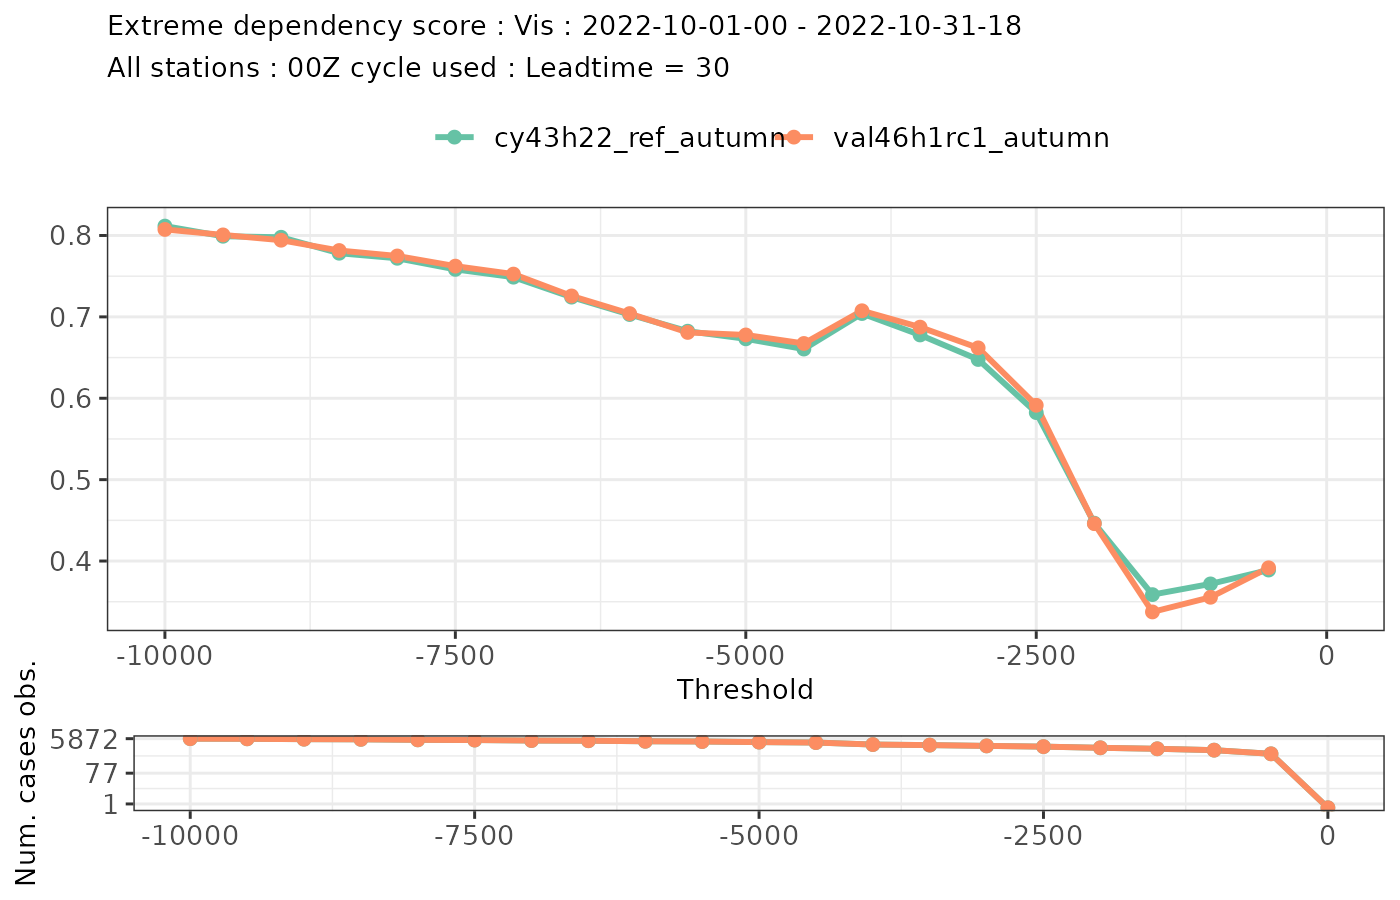 Extreme dependency score : Vis : 2022-10-01-00 - 2022-10-31-18
All stations : 00Z cycle used : Leadtime = 30
cy43h22_ref_autumn val46h1rc1_autumn
0.8
0.7
0.6
0.5
0.4
-10000 -7500 -5000 -2500 0
Threshold
Num. cases obs.
5872
77
1
-10000 -7500 -5000 -2500 0